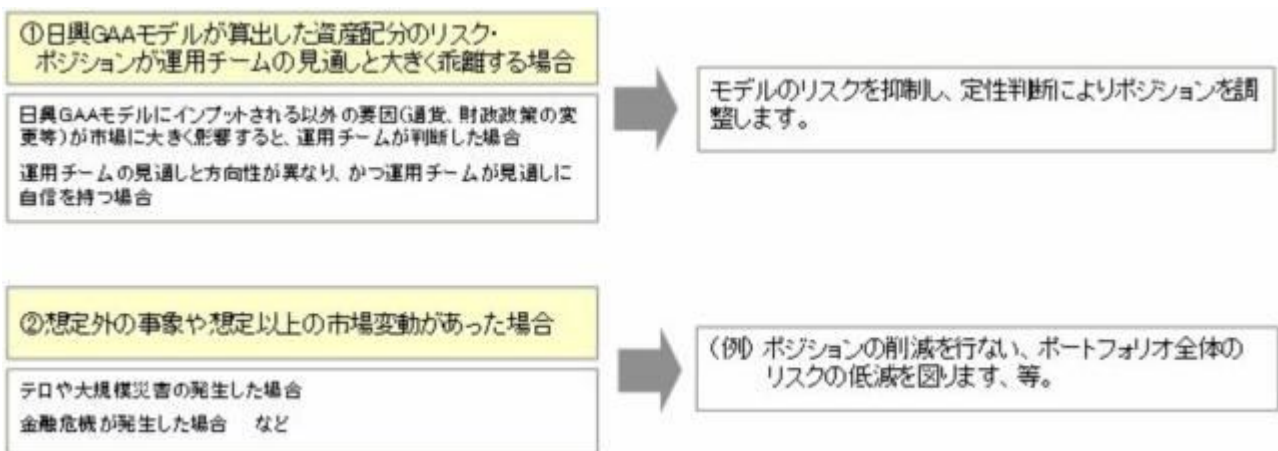 ①日興GAAモデルが算出した資産配分のリスク・
ポジションが運用チームの見通しと大きく乖離する場合
日興GAAモデルにインプットされる以外の要因(通貨、財政政策の変
更等)が市場に大きく影響すると、運用チームが判断した場合
運用チームの見通しと方向性が異なり、かつ運用チームが見通しに
自信を持つ場合
モデルのリスクを抑制し、定性判断によりポジションを調
整します。
②想定外の事象や想定以上の市場変動があった場合
テロや大規模災害の発生した場合
金融危機が発生した場合 など
(例) ポジションの削減を行ない、ポートフォリオ全体の
リスクの低減を図ります、等。